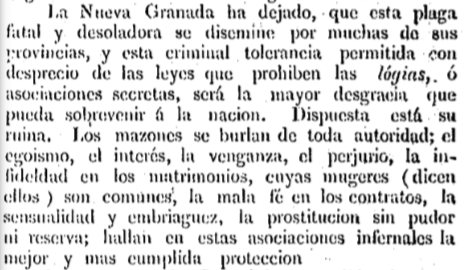 La Nueva Granada ha dejado, que esta plaga
fatal y desoladora se disemine por muchas de sus
provincias, y esta criminal tolerancia permitida con
desprecio de las leyes que prohiben las lógias, ó
asociaciones secretas, será la mayor desgracia que
pueda sobrevenir á la nacion. Dispuesta está su
ruina. Los mazones se burlan de toda autoridad; el
egoismo, el interés, la venganza, el perjurio, la in-
fidelidad en los matrimonios, cuyas mugeres (dicen
ellos) son comunes, la mala fé en los contratos, la
sensualidad y embriaguez, la prostitucion sin pudor
ni reserva; hallan en estas asociaciones infernales la
mejor y mas cumplida proteccion